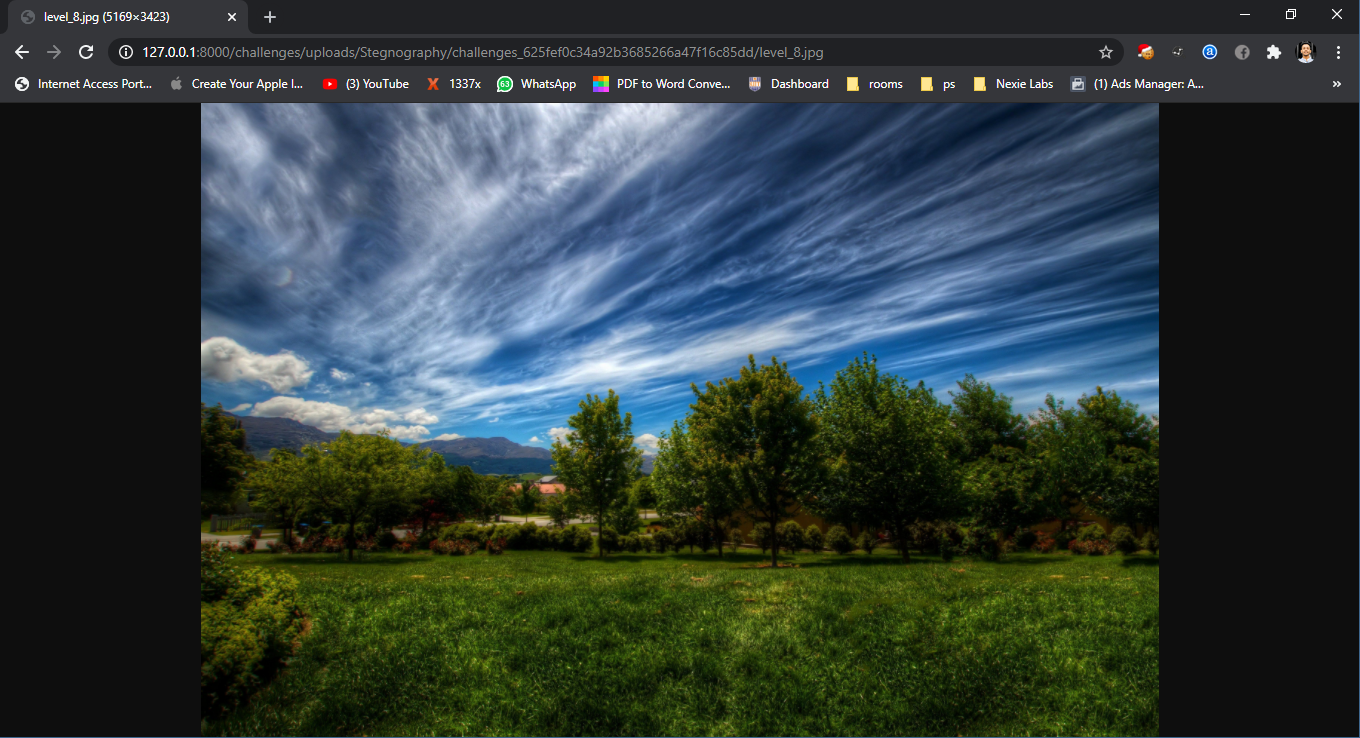 level_8.jpg (5169×3423)
127.0.0.1:8000/challenges/uploads/Stegnography/challenges_625fef0c34a92b3685266a47f16c85dd/level_8.jpg
Internet Access Port... Create Your Apple I... (3) YouTube X 1337x 63 WhatsApp PDF to Word Conve... Dashboard rooms ps Nexie Labs (1) Ads Manager: A... »